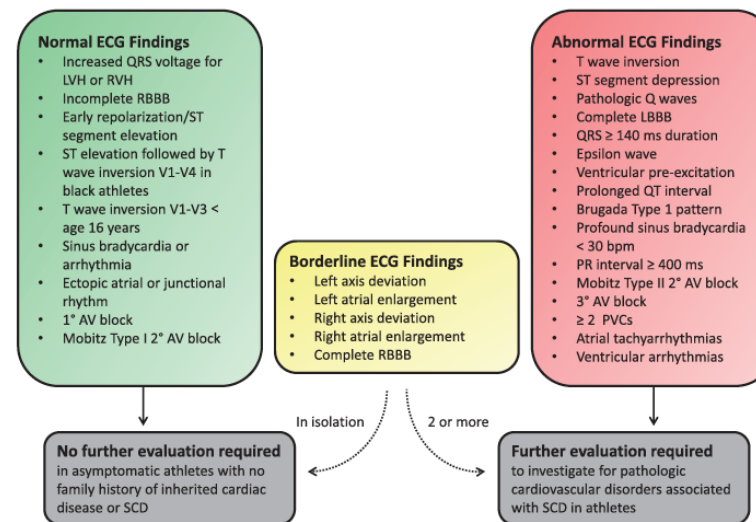 Normal ECG Findings
• Increased QRS voltage for
LVH or RVH
• Incomplete RBBB
• Early repolarization/ST
segment elevation
• ST elevation followed by T
wave inversion V1-V4 in
black athletes
• T wave inversion V1-V3 <
age 16 years
• Sinus bradycardia or
arrhythmia
• Ectopic atrial or junctional
rhythm
• 1° AV block
• Mobitz Type I 2° AV block
Borderline ECG Findings
• Left axis deviation
• Left atrial enlargement
• Right axis deviation
• Right atrial enlargement
• Complete RBBB
Abnormal ECG Findings
• T wave inversion
• ST segment depression
• Pathologic Q waves
• Complete LBBB
• QRS ≥ 140 ms duration
• Epsilon wave
• Ventricular pre-excitation
• Prolonged QT interval
• Brugada Type 1 pattern
• Profound sinus bradycardia
< 30 bpm
• PR interval ≥ 400 ms
• Mobitz Type II 2° AV block
• 3° AV block
• ≥ 2 PVCs
• Atrial tachyarrhythmias
• Ventricular arrhythmias
In isolation
2 or more
No further evaluation required
in asymptomatic athletes with no
family history of inherited cardiac
disease or SCD
Further evaluation required
to investigate for pathologic
cardiovascular disorders associated
with SCD in athletes